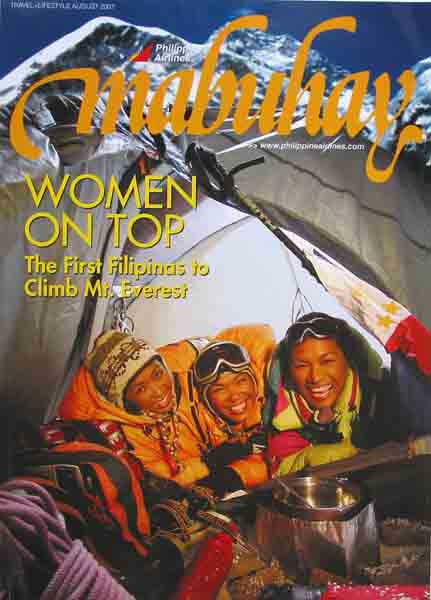 TRAVEL+LIFESTYLE AUGUST 2007
Philippine
Airlines
mabuhay
>> www.philippineairlines.com
WOMEN
ON TOP
The First Filipinas to
Climb Mt. Everest